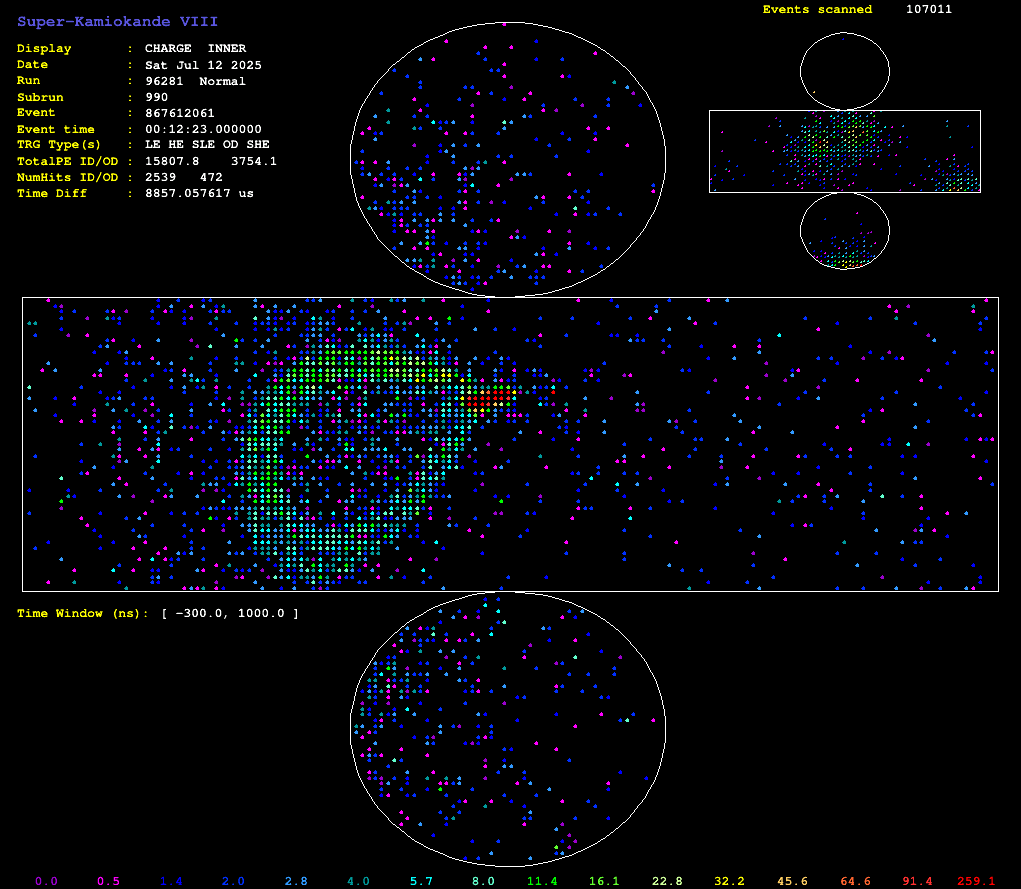 Super-Kamiokande VIII
Events scanned 107011
Display : CHARGE INNER
Date : Sat Jul 12 2025
Run : 96281 Normal
Subrun : 990
Event : 867612061
Event time : 00:12:23.000000
TRG Type(s) : LE HE SLE OD SHE
TotalPE ID/OD : 15807.8 3754.1
NumHits ID/OD : 2539 472
Time Diff : 8857.057617 us
Time Window (ns): [ -300.0, 1000.0 ]
0.0 0.5 1.4 2.0 2.8 4.0 5.7 8.0 11.4 16.1 22.8 32.2 45.6 64.6 91.4 259.1